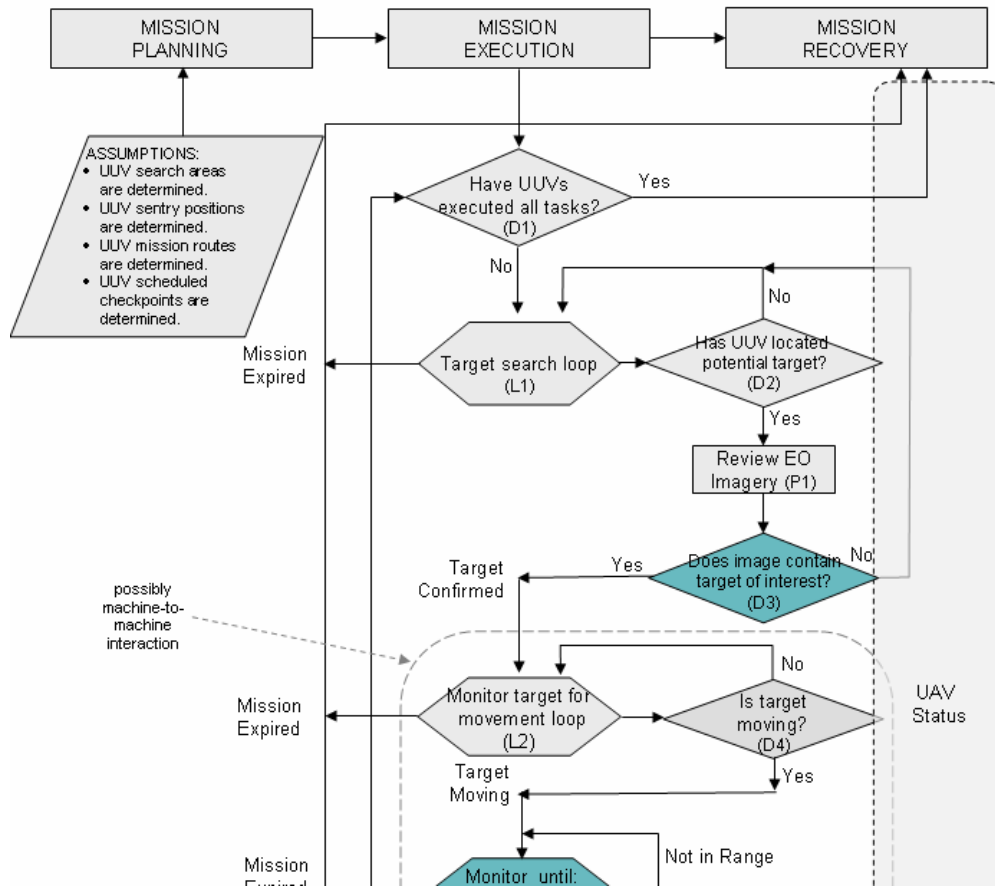 MISSION
PLANNING
MISSION
EXECUTION
MISSION
RECOVERY
ASSUMPTIONS:
• UUV search areas
are determined.
• UUV sentry positions
are determined.
• UUV mission routes
are determined.
• UUV scheduled
checkpoints are
determined.
Have UUVs
executed all tasks?
(D1)
Yes
No
No
Mission
Expired
Target search loop
(L1)
Has UUV located
potential target?
(D2)
Yes
Review EO
Imagery (P1)
Target
Confirmed
Yes
Does image contain
target of interest?
(D3)
No
possibly
machine-to-
machine
interaction
No
Mission
Expired
Monitor target for
movement loop
(L2)
Is target
moving?
(D4)
UAV
Status
Target
Moving
Yes
Not in Range
Mission
Expired
Monitor until: